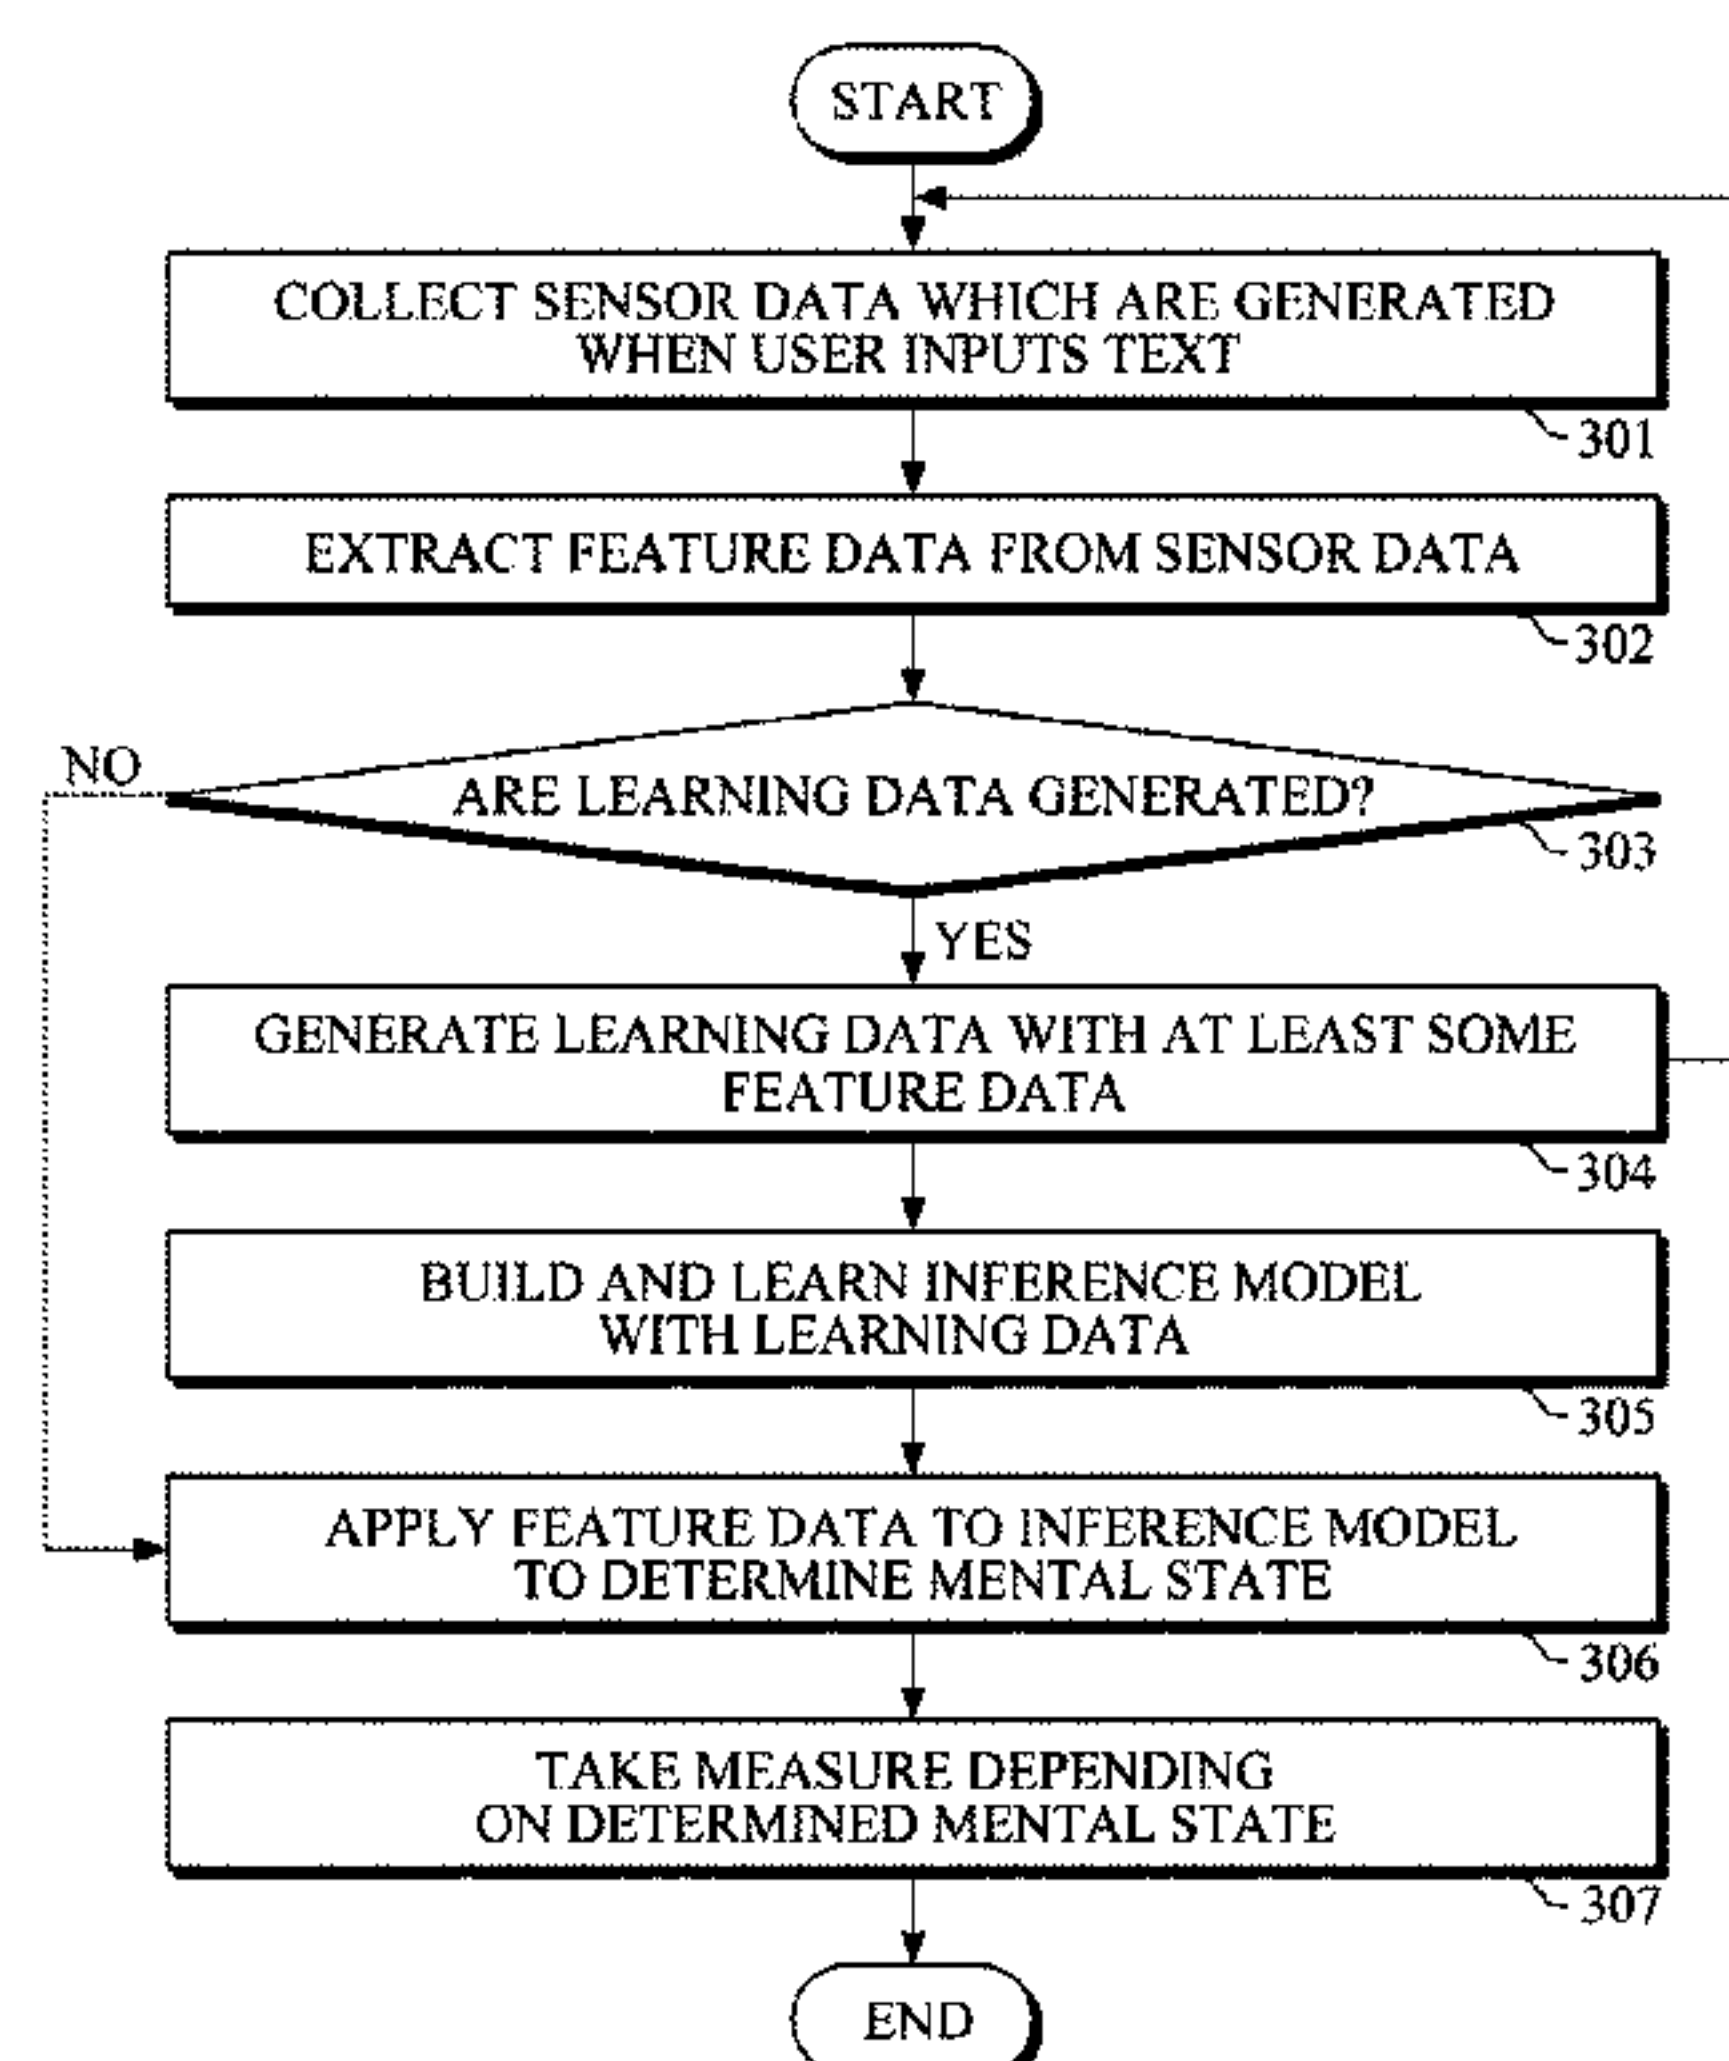 START
COLLECT SENSOR DATA WHICH ARE GENERATED
WHEN USER INPUTS TEXT
301
EXTRACT FEATURE DATA FROM SENSOR DATA
302
NO
ARE LEARNING DATA GENERATED?
303
YES
GENERATE LEARNING DATA WITH AT LEAST SOME
FEATURE DATA
304
BUILD AND LEARN INFERENCE MODEL
WITH LEARNING DATA
305
APPLY FEATURE DATA TO INFERENCE MODEL
TO DETERMINE MENTAL STATE
306
TAKE MEASURE DEPENDING
ON DETERMINED MENTAL STATE
307
END